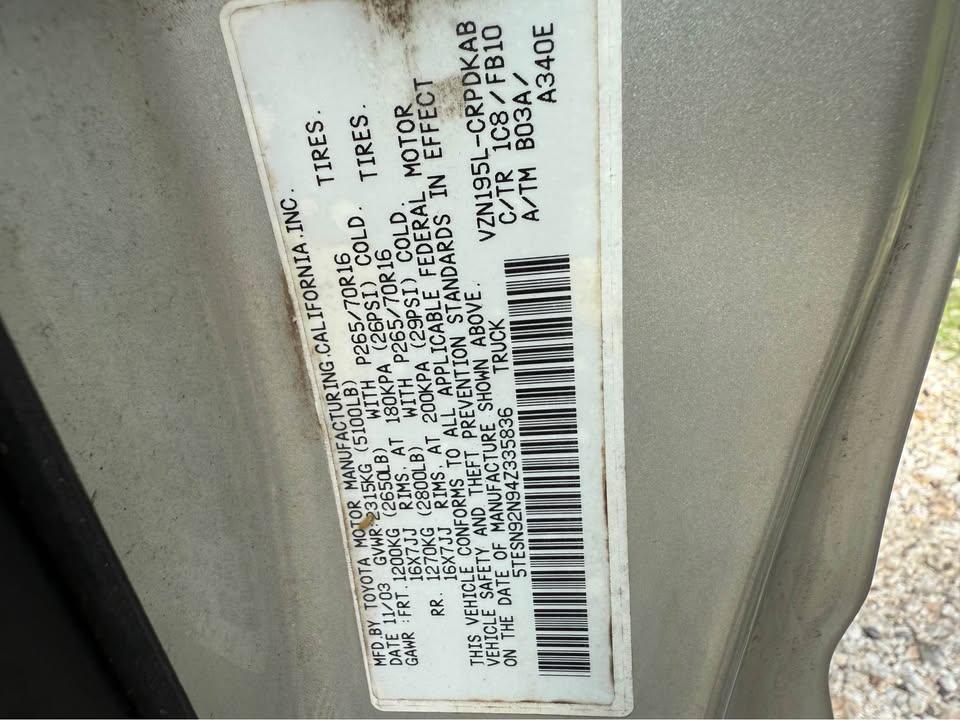 MFD.BY TOYOTA MOTOR MANUFACTURING.CALIFORNIA.INC.
DATE 11/03 GVWR:2315KG (5100LB)
GAWR :FRT. 1200KG (2650LB) WITH P265/70R16 TIRES.
16X7JJ RIMS. AT 180KPA (26PSI) COLD.
RR. 1270KG (2800LB) WITH P265/70R16 TIRES.
16X7JJ RIMS. AT 200KPA (29PSI) COLD.
THIS VEHICLE CONFORMS TO ALL APPLICABLE FEDERAL MOTOR
VEHICLE SAFETY AND THEFT PREVENTION STANDARDS IN EFFECT
ON THE DATE OF MANUFACTURE SHOWN ABOVE.
5TESN92N94Z335836 TRUCK
VZN195L-CRPDKAB
C/TR 1C8/FB10
A/TM B03A/
A340E